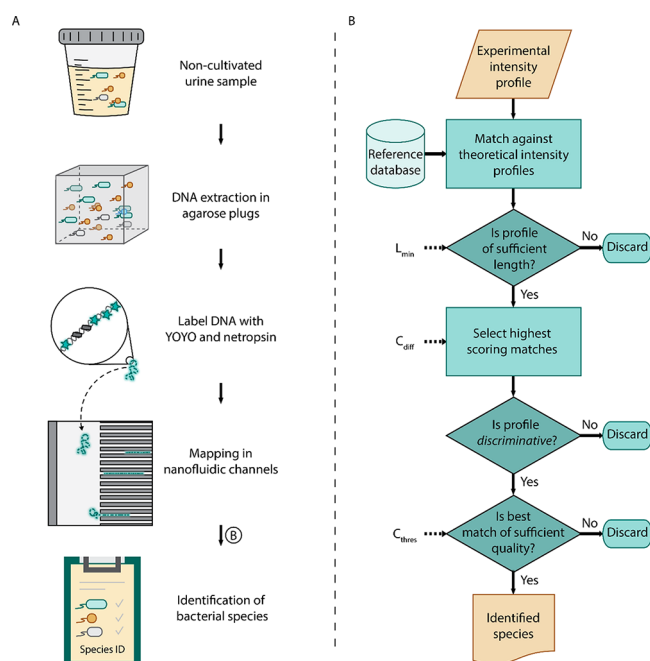 A
Non-cultivated
urine sample
DNA extraction in
agarose plugs
Label DNA with
YOYO and netropsin
Mapping in
nanofluidic channels
B
Identification of
bacterial species
Species ID
B
Experimental
intensity
profile
Reference
database
Match against
theoretical intensity
profiles
Lmin
Is profile
of sufficient
length?
No
Discard
Yes
Cdiff
Select highest
scoring matches
Is profile
discriminative?
No
Discard
Yes
Cthres
Is best
match of sufficient
quality?
No
Discard
Yes
Identified
species